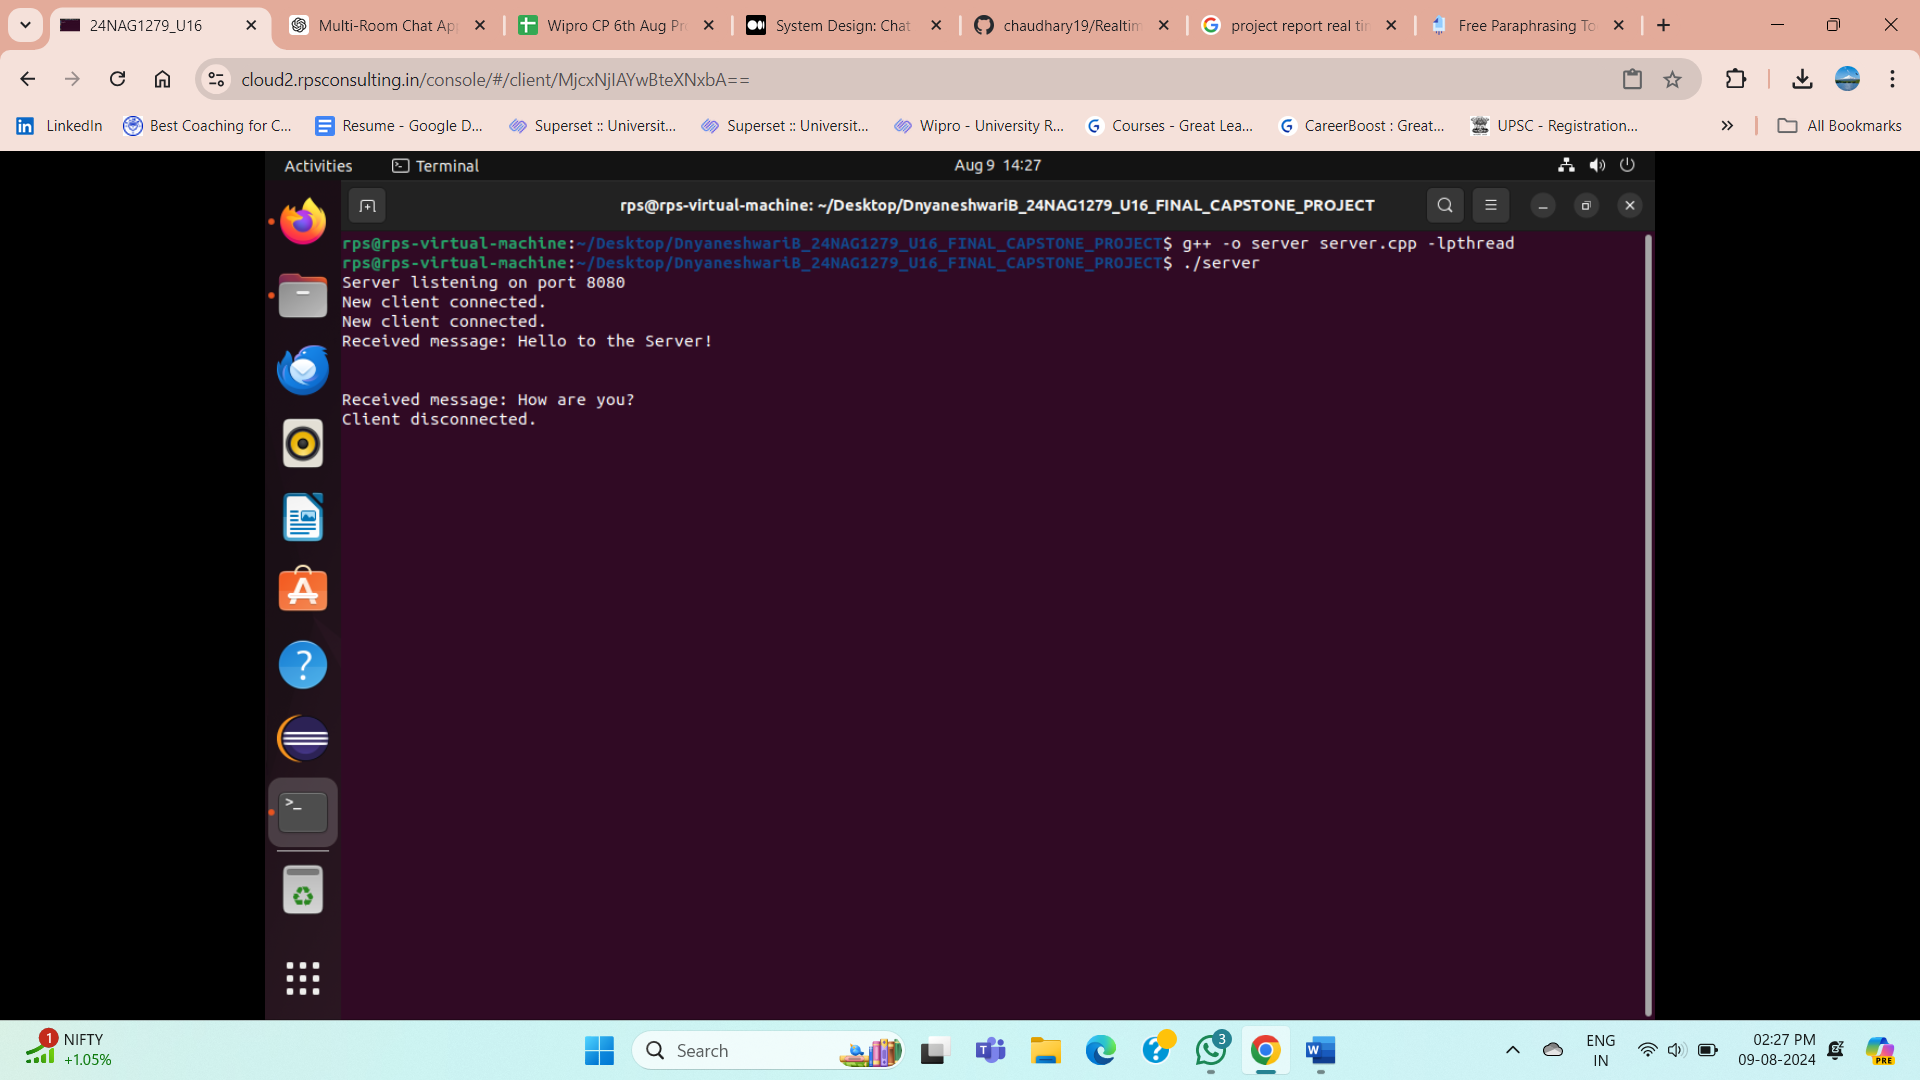 24NAG1279_U16
Multi-Room Chat App
Wipro CP 6th Aug Pr
System Design: Chat
chaudhary19/Realtim
project report real tim
Free Paraphrasing To
cloud2.rpsconsulting.in/console/#/client/MjcxNjIAYwBteXNxbA==
LinkedIn
Best Coaching for C...
Resume - Google D...
Superset :: Universit...
Superset :: Universit...
Wipro - University R...
Courses - Great Lea...
CareerBoost : Great...
UPSC - Registration...
All Bookmarks
Activities
Terminal
Aug 9 14:27
rps@rps-virtual-machine: ~/Desktop/DnyaneshwariB_24NAG1279_U16_FINAL_CAPSTONE_PROJECT
rps@rps-virtual-machine:~/Desktop/DnyaneshwariB_24NAG1279_U16_FINAL_CAPSTONE_PROJECT$ g++ -o server server.cpp -lpthread
rps@rps-virtual-machine:~/Desktop/DnyaneshwariB_24NAG1279_U16_FINAL_CAPSTONE_PROJECT$ ./server
Server listening on port 8080
New client connected.
New client connected.
Received message: Hello to the Server!
Received message: How are you?
Client disconnected.
1
NIFTY
+1.05%
Search
3
ENG
IN
02:27 PM
09-08-2024
PRE